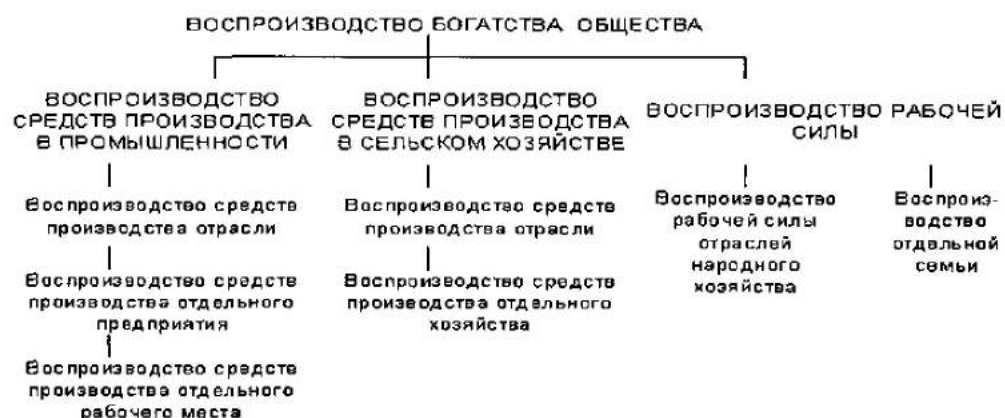 ВОСПРОИЗВОДСТВО БОГАТСТВА ОБЩЕСТВА
ВОСПРОИЗВОДСТВО
СРЕДСТВ ПРОИЗВОДСТВА
В ПРОМЫШЛЕННОСТИ
ВОСПРОИЗВОДСТВО
СРЕДСТВ ПРОИЗВОДСТВА
В СЕЛЬСКОМ ХОЗЯЙСТВЕ
ВОСПРОИЗВОДСТВО РАБОЧЕЙ
СИЛЫ
Воспроизводство средств
производства отрасли
Воспроизводство средств
производства отдельного
предприятия
Воспроизводство средств
производства отдельного
рабочего места
Воспроизводство средств
производства отрасли
Воспроизводство средств
производства отдельного
хозяйства
Воспроизводство
рабочей силы
отраслей
народного
хозяйства
Воспроиз-
водство
отдельной
семьи